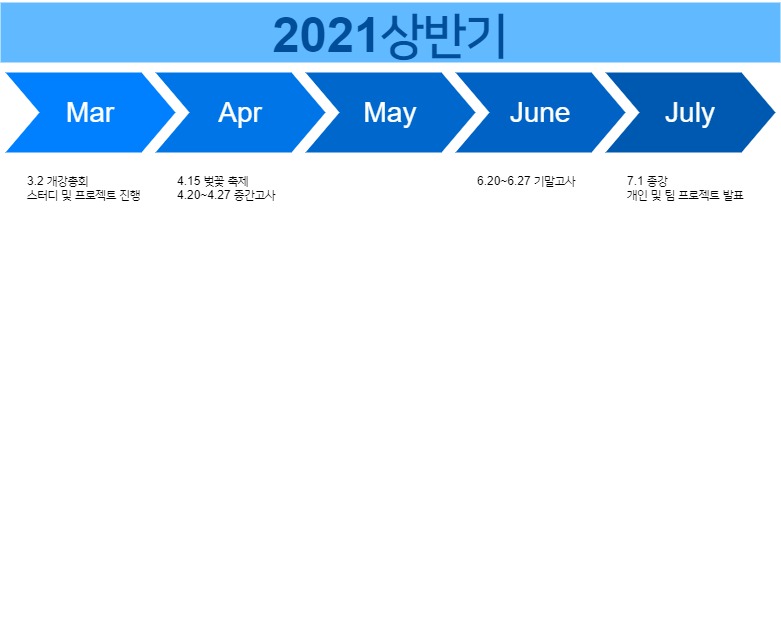 2021상반기
Mar
Apr
May
June
July
3.2 개강총회
스터디 및 프로젝트 진행
4.15 벚꽃 축제
4.20~4.27 중간고사
6.20~6.27 기말고사
7.1 종강
개인 및 팀 프로젝트 발표